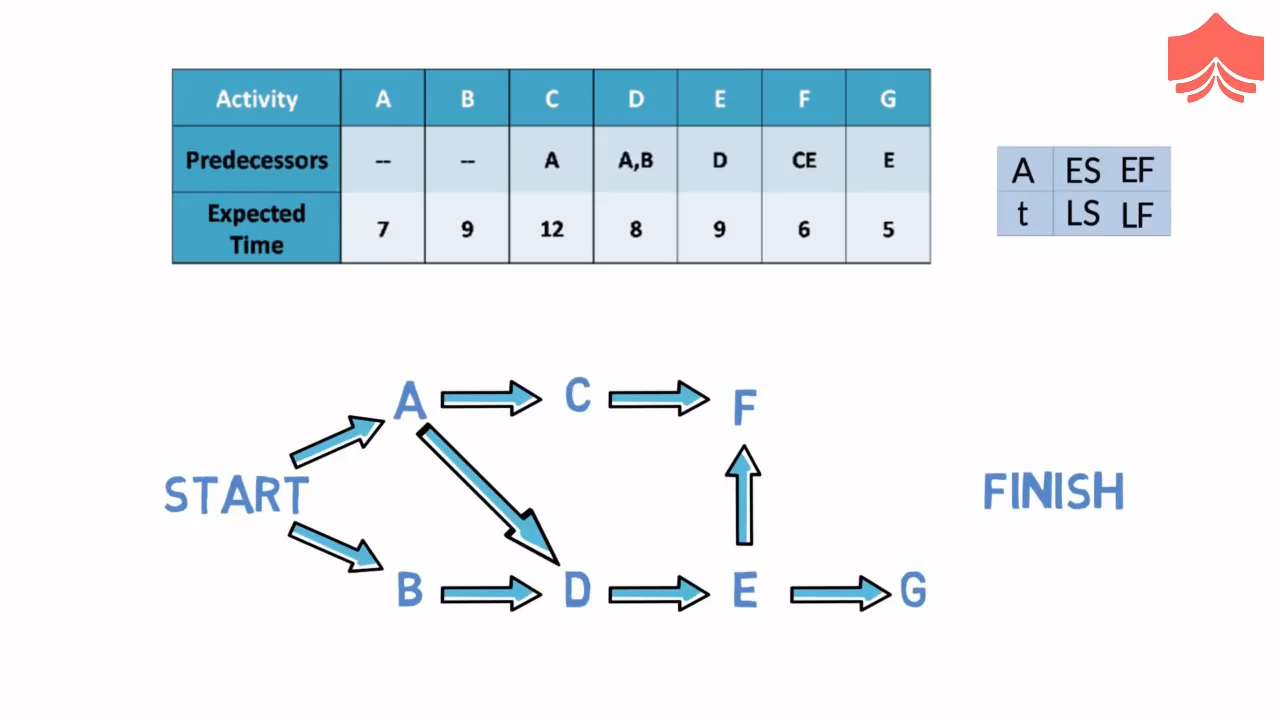 Activity A B C D E F G
Predecessors -- -- A A,B D CE E
Expected
Time 7 9 12 8 9 6 5
A ES EF
t LS LF
A C F
START FINISH
B D E G